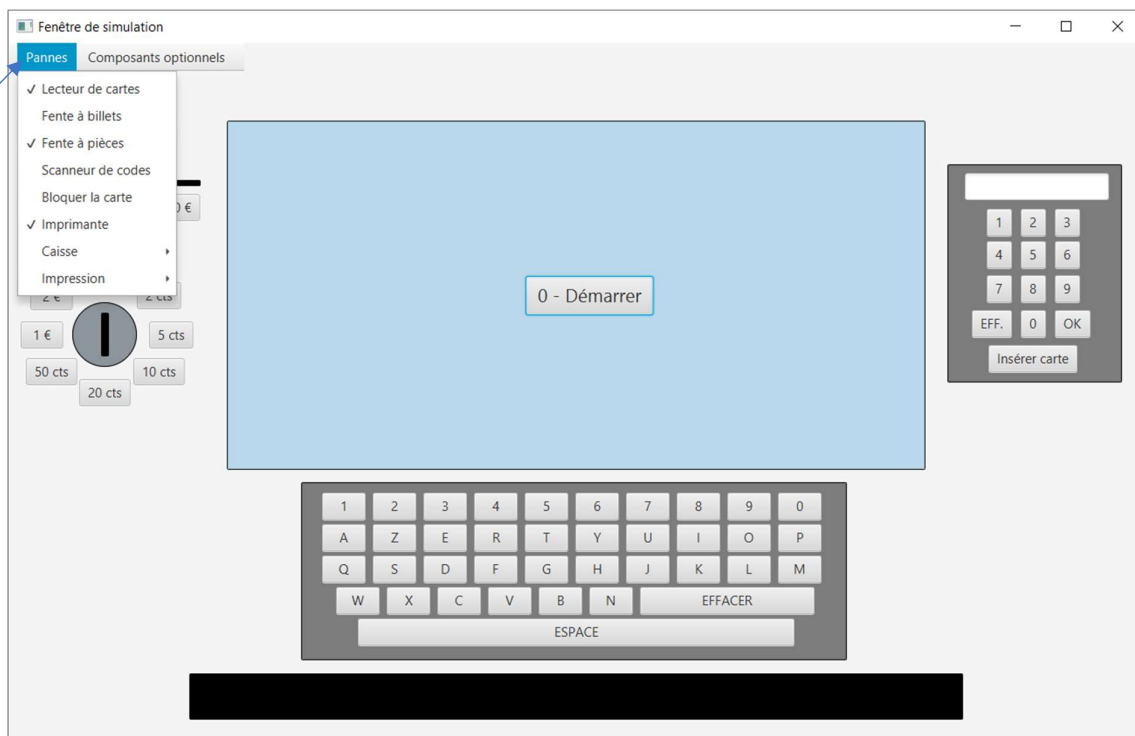 Fenêtre de simulation
Pannes Composants optionnels
✓ Lecteur de cartes
Fente à billets
✓ Fente à pièces
Scanneur de codes
Bloquer la carte
✓ Imprimante
Caisse
Impression
€
2 €
2 cts
1 €
5 cts
50 cts
10 cts
20 cts
0 - Démarrer
1 2 3
4 5 6
7 8 9
EFF. 0 OK
Insérer carte
1 2 3 4 5 6 7 8 9 0
A Z E R T Y U I O P
Q S D F G H J K L M
W X C V B N EFFACER
ESPACE